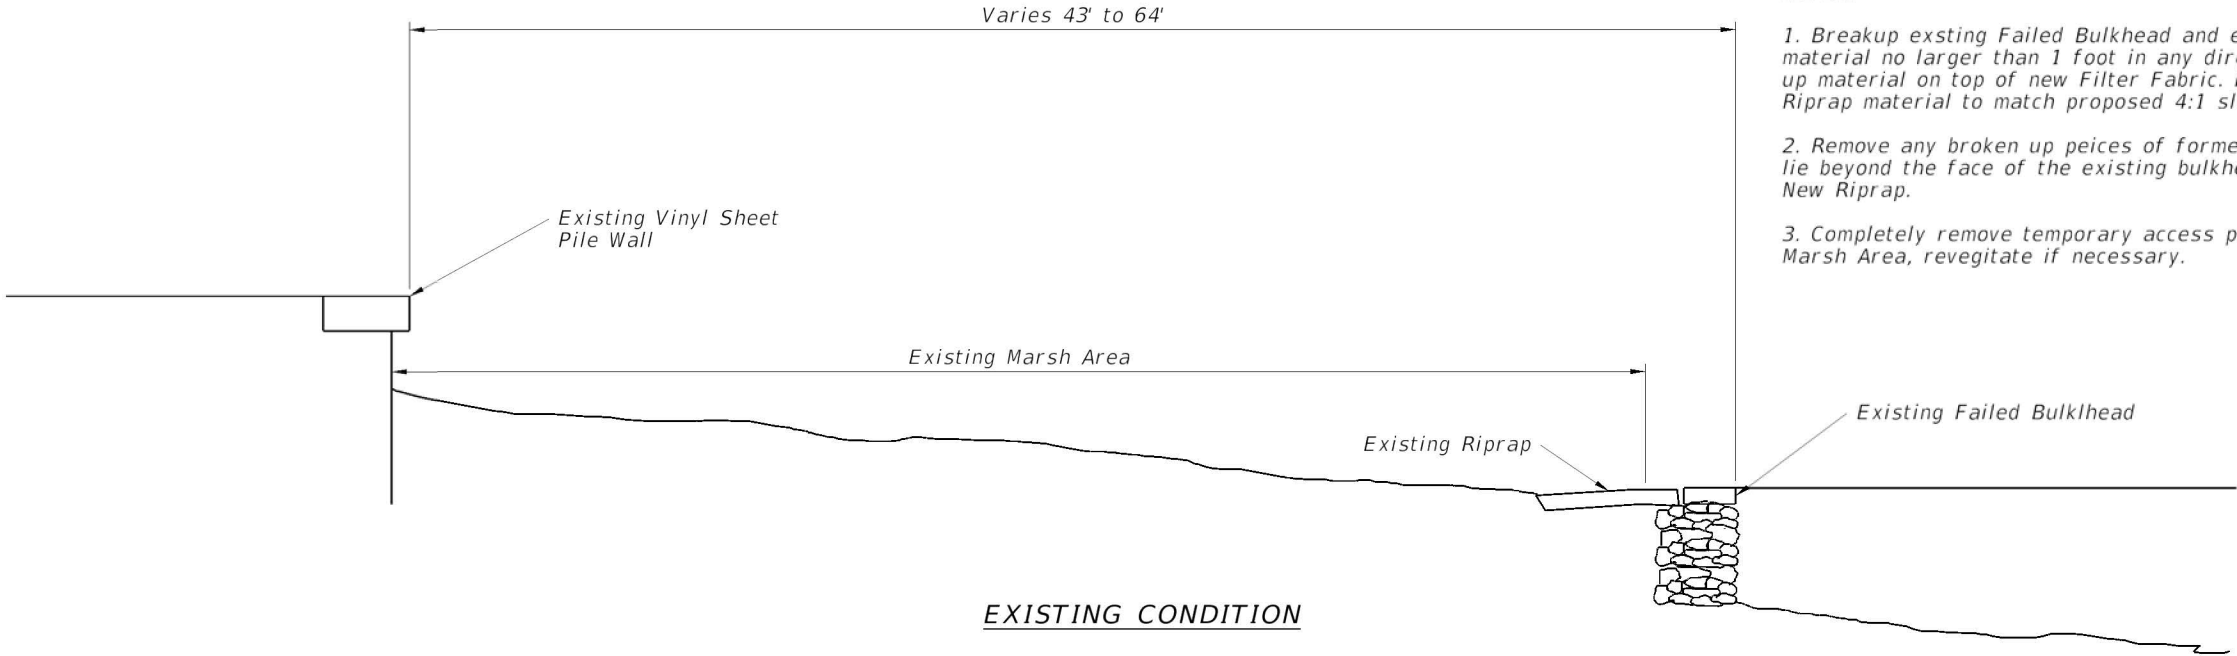 Varies 43' to 64'
1. Breakup exsting Failed Bulkhead and
material no larger than 1 foot in any
up material on top of new Filter Fabric.
Riprap material to match proposed 4:1
2. Remove any broken up peices of
lie beyond the face of the existing
New Riprap.
3. Completely remove temporary access
Marsh Area, revegitate if necessary.
Existing Vinyl Sheet
Pile Wall
Existing Marsh Area
Existing Failed Bulklhead
Existing Riprap
EXISTING CONDITION